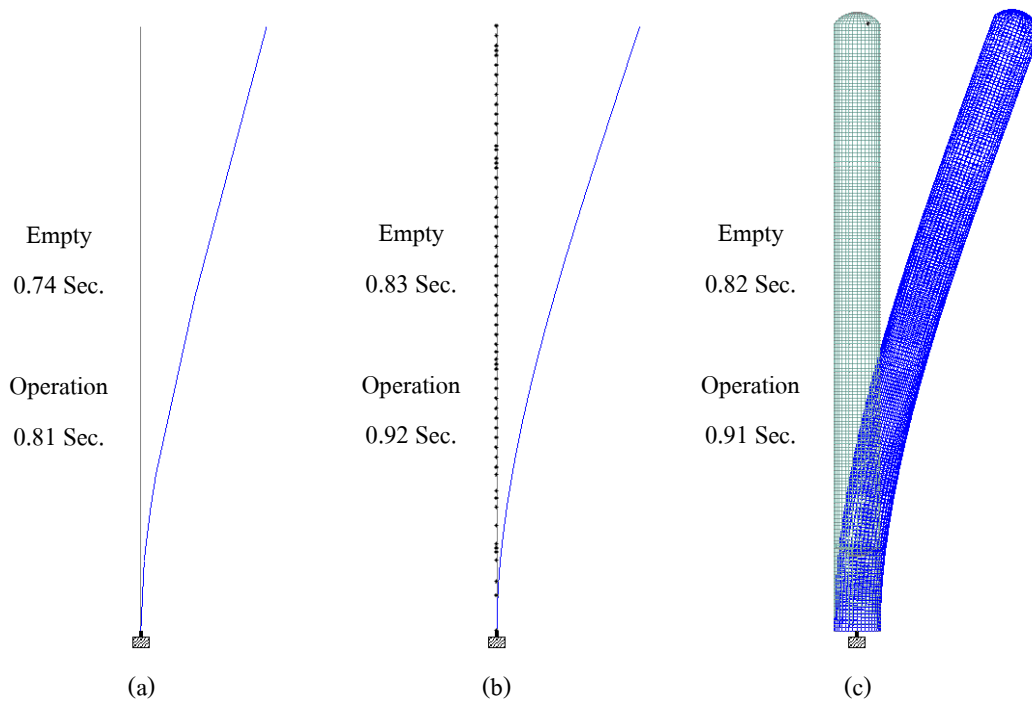 Empty
0.74 Sec.
Operation
0.81 Sec.
(a)
Empty
0.83 Sec.
Operation
0.92 Sec.
(b)
Empty
0.82 Sec.
Operation
0.91 Sec.
(c)